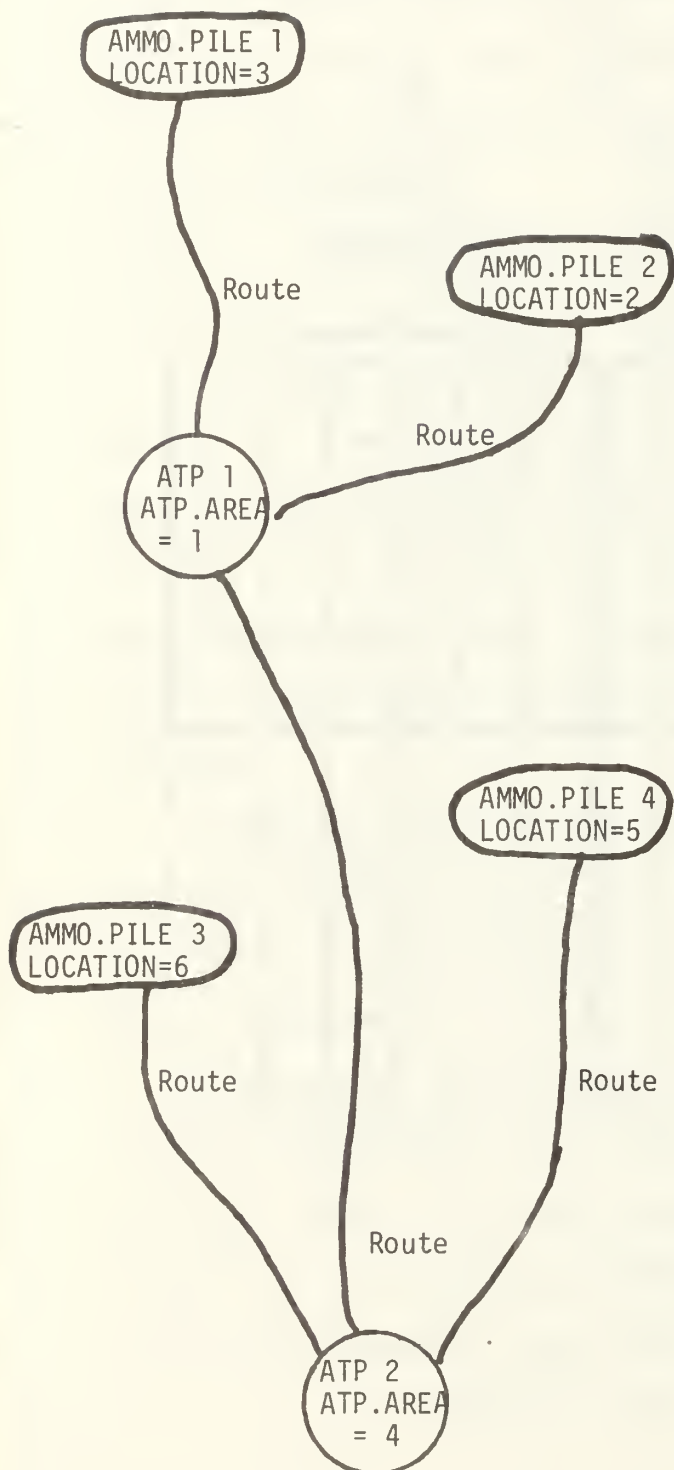 AMMO.PILE 1
LOCATION=3
Route
AMMO.PILE 2
LOCATION=2
Route
ATP 1
ATP.AREA
= 1
AMMO.PILE 4
LOCATION=5
AMMO.PILE 3
LOCATION=6
Route
Route
Route
ATP 2
ATP.AREA
= 4